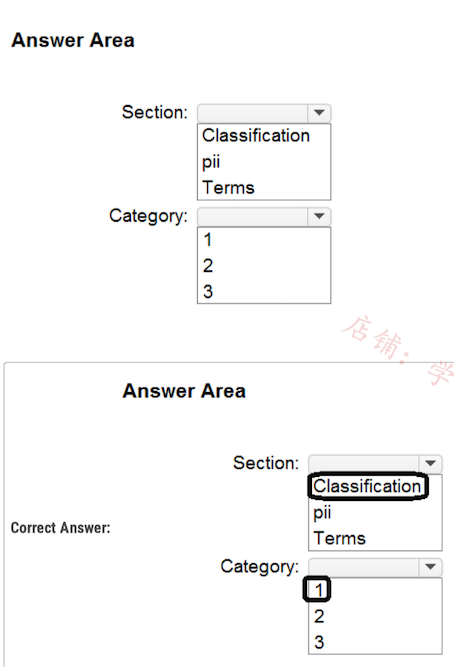 Answer Area
Section:
Classification
pii
Terms
Category:
1
2
3
店铺：学
Answer Area
Section:
Classification
pii
Terms
Correct Answer:
Category:
1
2
3